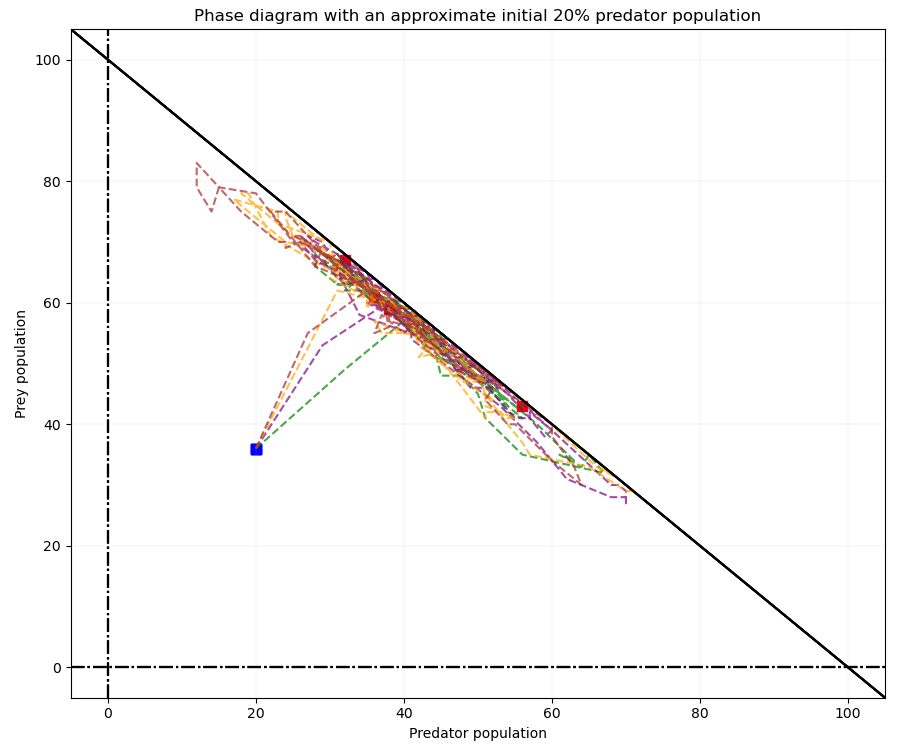 Phase diagram with an approximate initial 20% predator population
100
80
60
40
20
0
Prey population
0 20 40 60 80 100
Predator population